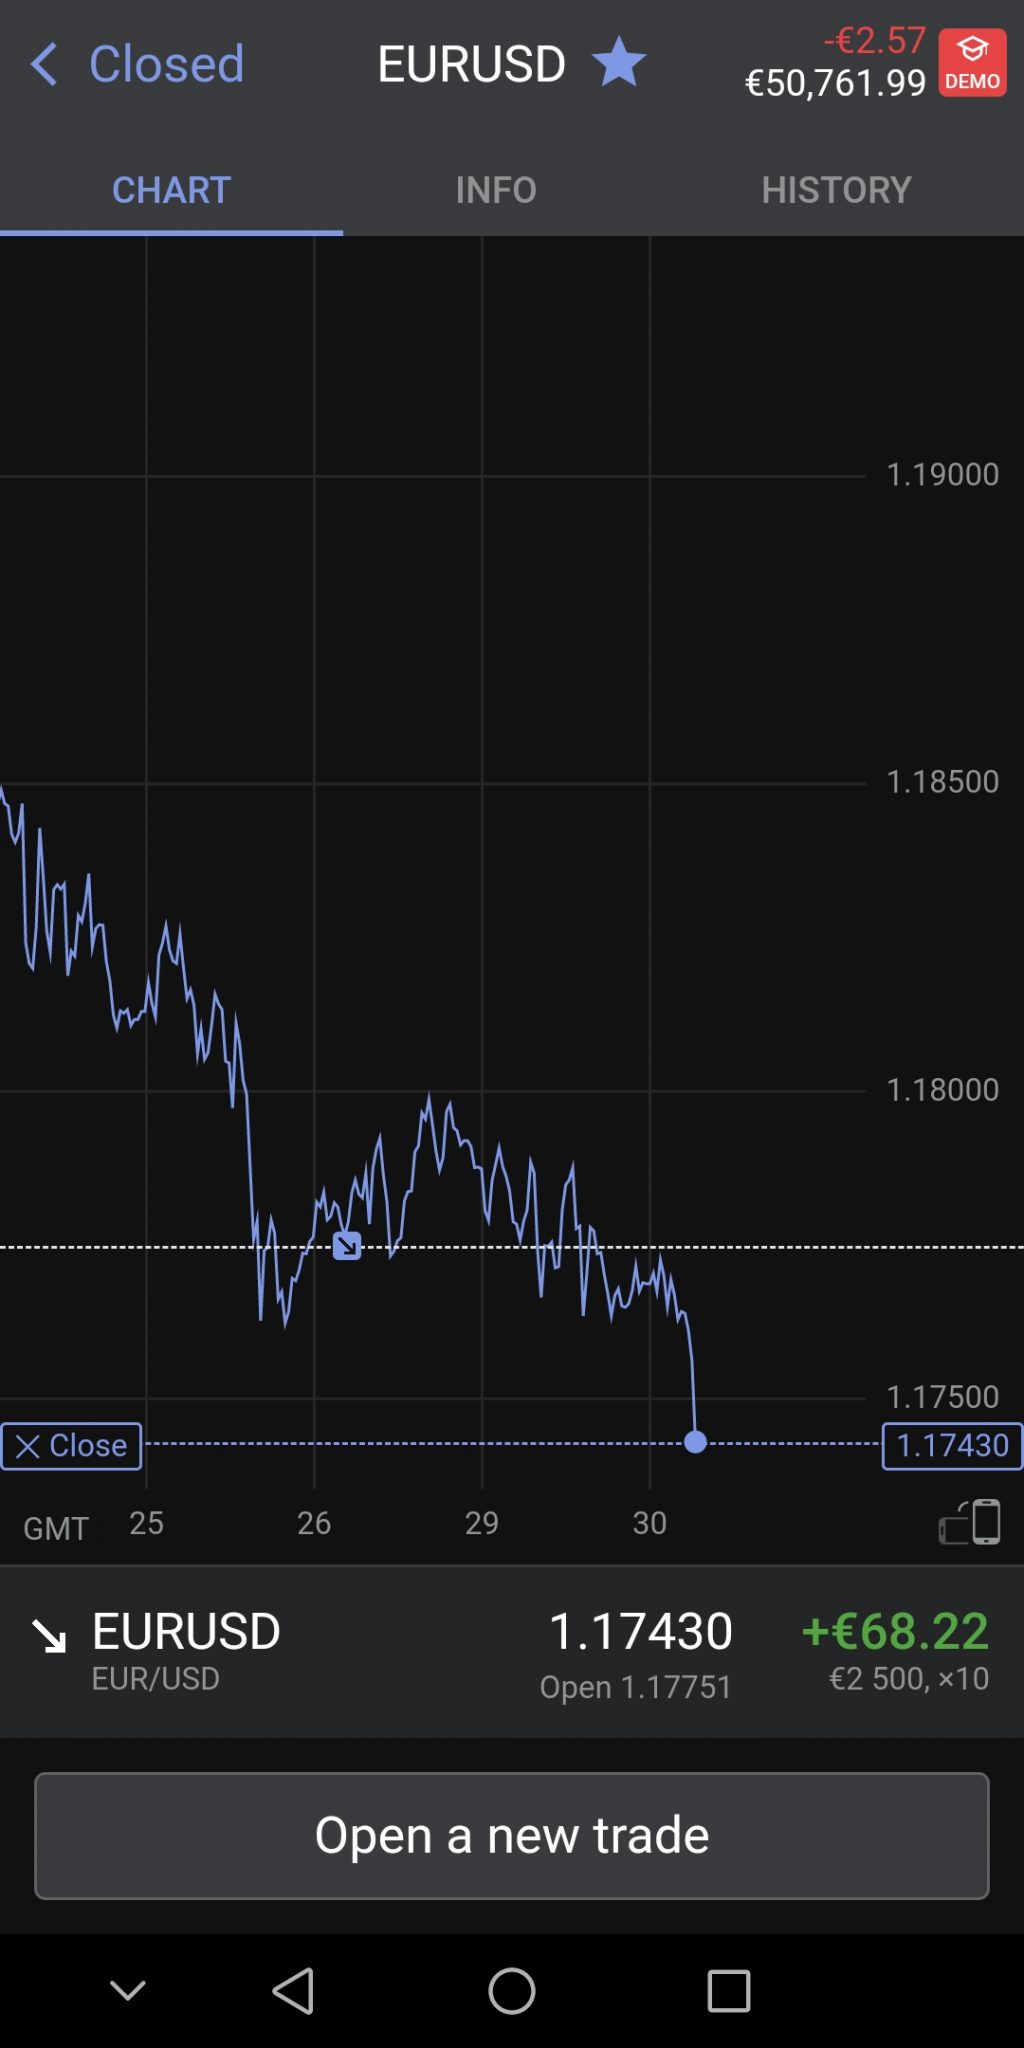 Closed
EURUSD
-€2.57
€50,761.99
DEMO
CHART
INFO
HISTORY
1.19000
1.18500
1.18000
1.17500
Close
1.17430
GMT 25 26 29 30
EURUSD
EUR/USD
1.17430
Open 1.17751
+€68.22
€2 500, ×10
Open a new trade